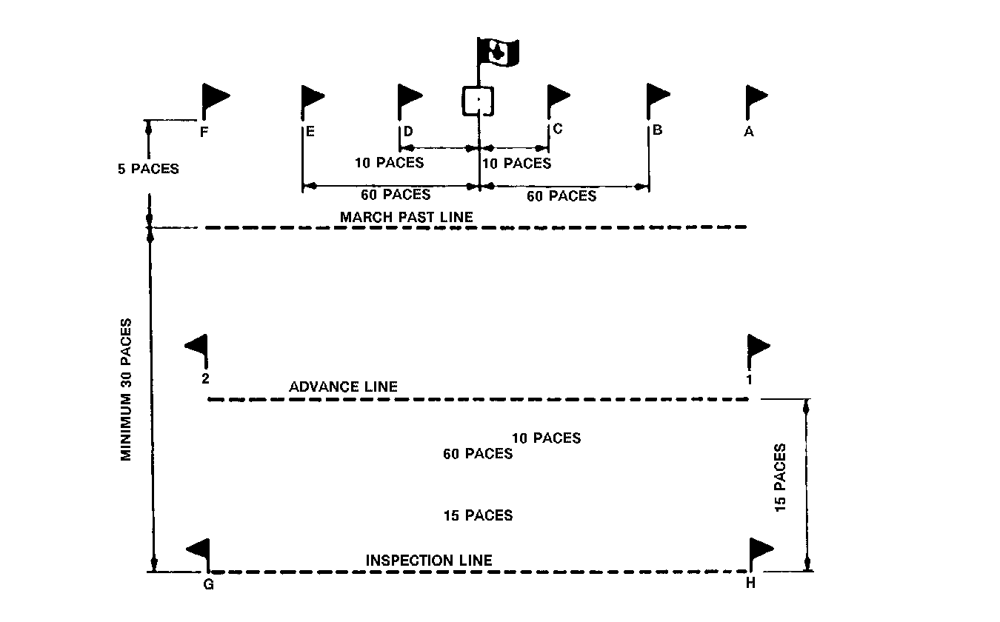 F
E
D
C
B
A
5 PACES
10 PACES
10 PACES
60 PACES
60 PACES
MARCH PAST LINE
MINIMUM 30 PACES
2
1
ADVANCE LINE
10 PACES
60 PACES
15 PACES
15 PACES
INSPECTION LINE
G
H